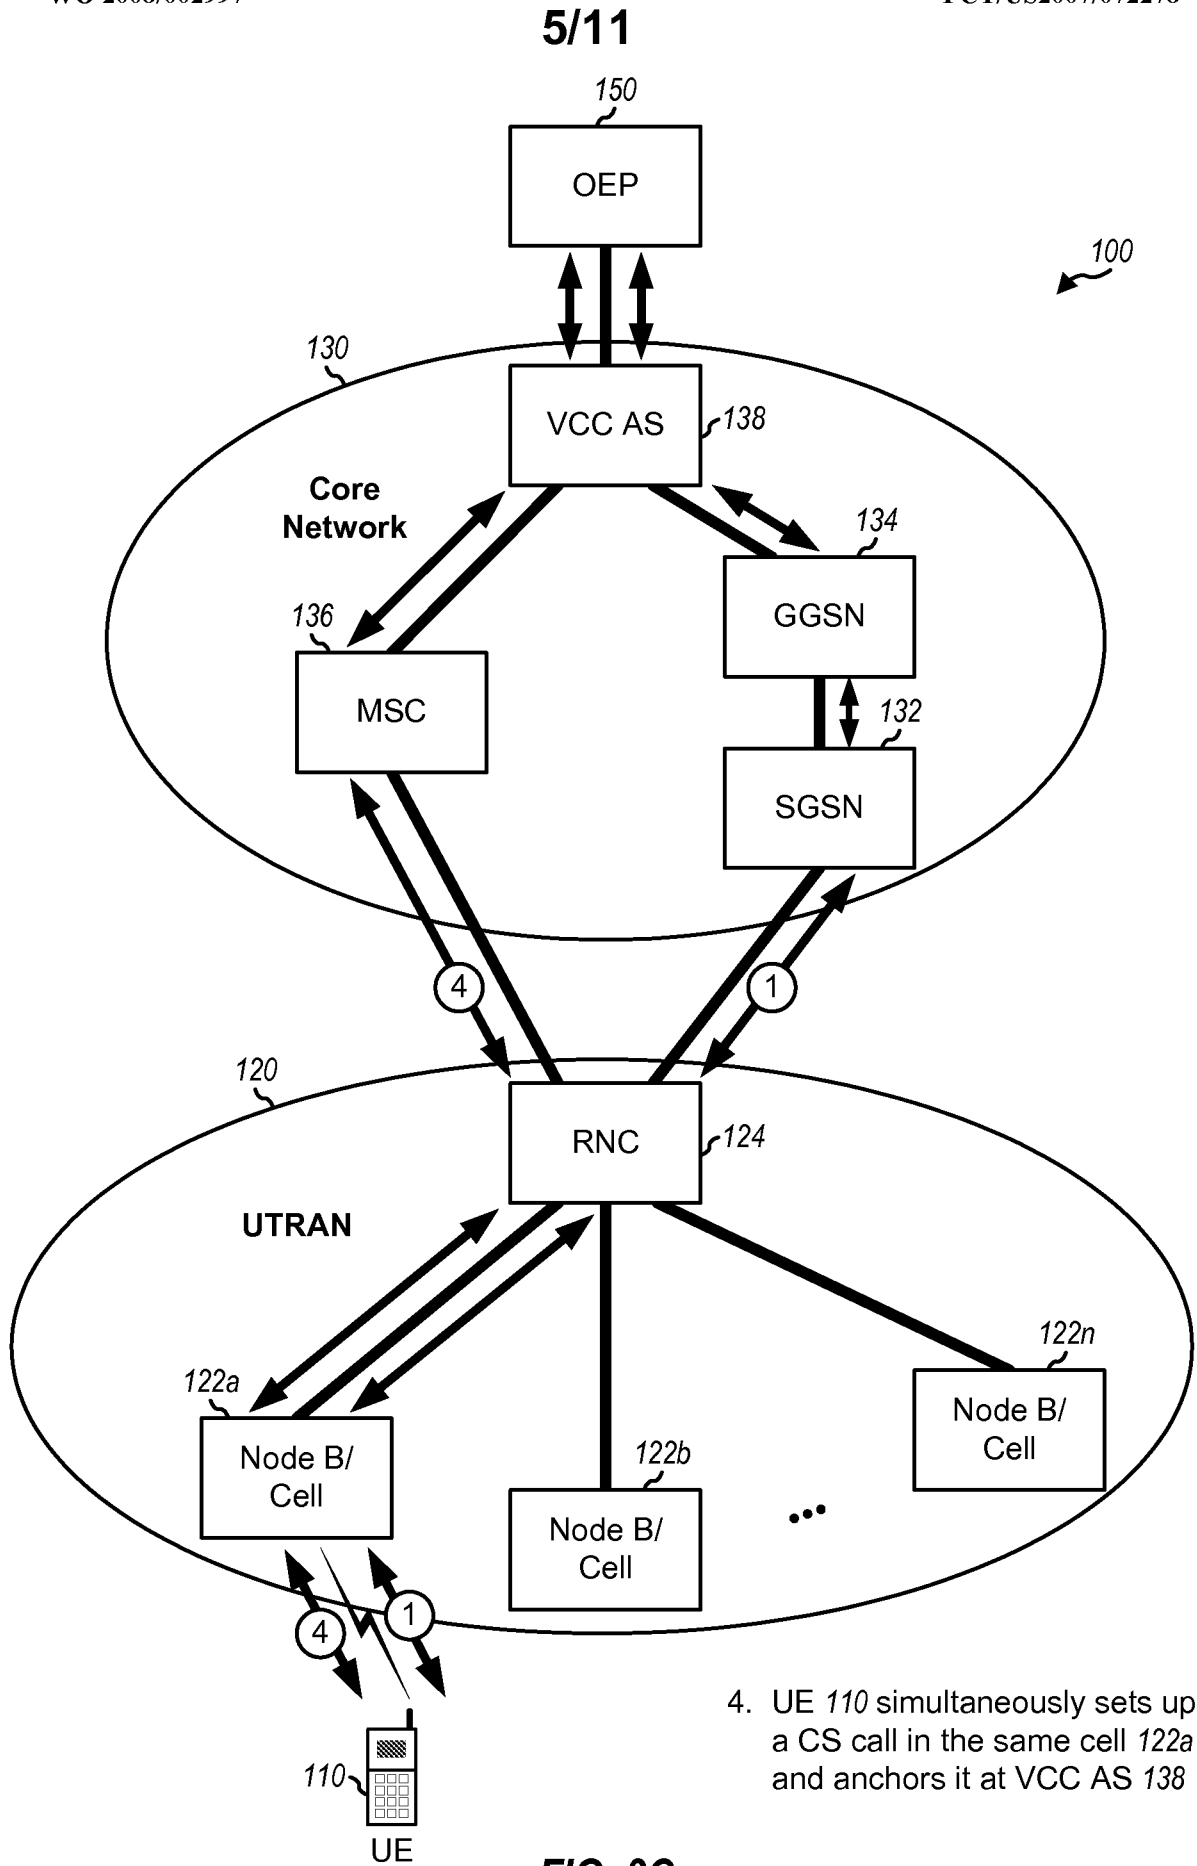 5/11
150
OEP
100
130
VCC AS
138
Core
Network
134
GGSN
136
MSC
132
SGSN
4
1
120
RNC
124
UTRAN
122n
Node B/
Cell
122a
Node B/
Cell
122b
Node B/
Cell
...
4
1
4. UE 110 simultaneously sets up
a CS call in the same cell 122a
and anchors it at VCC AS 138
110
UE